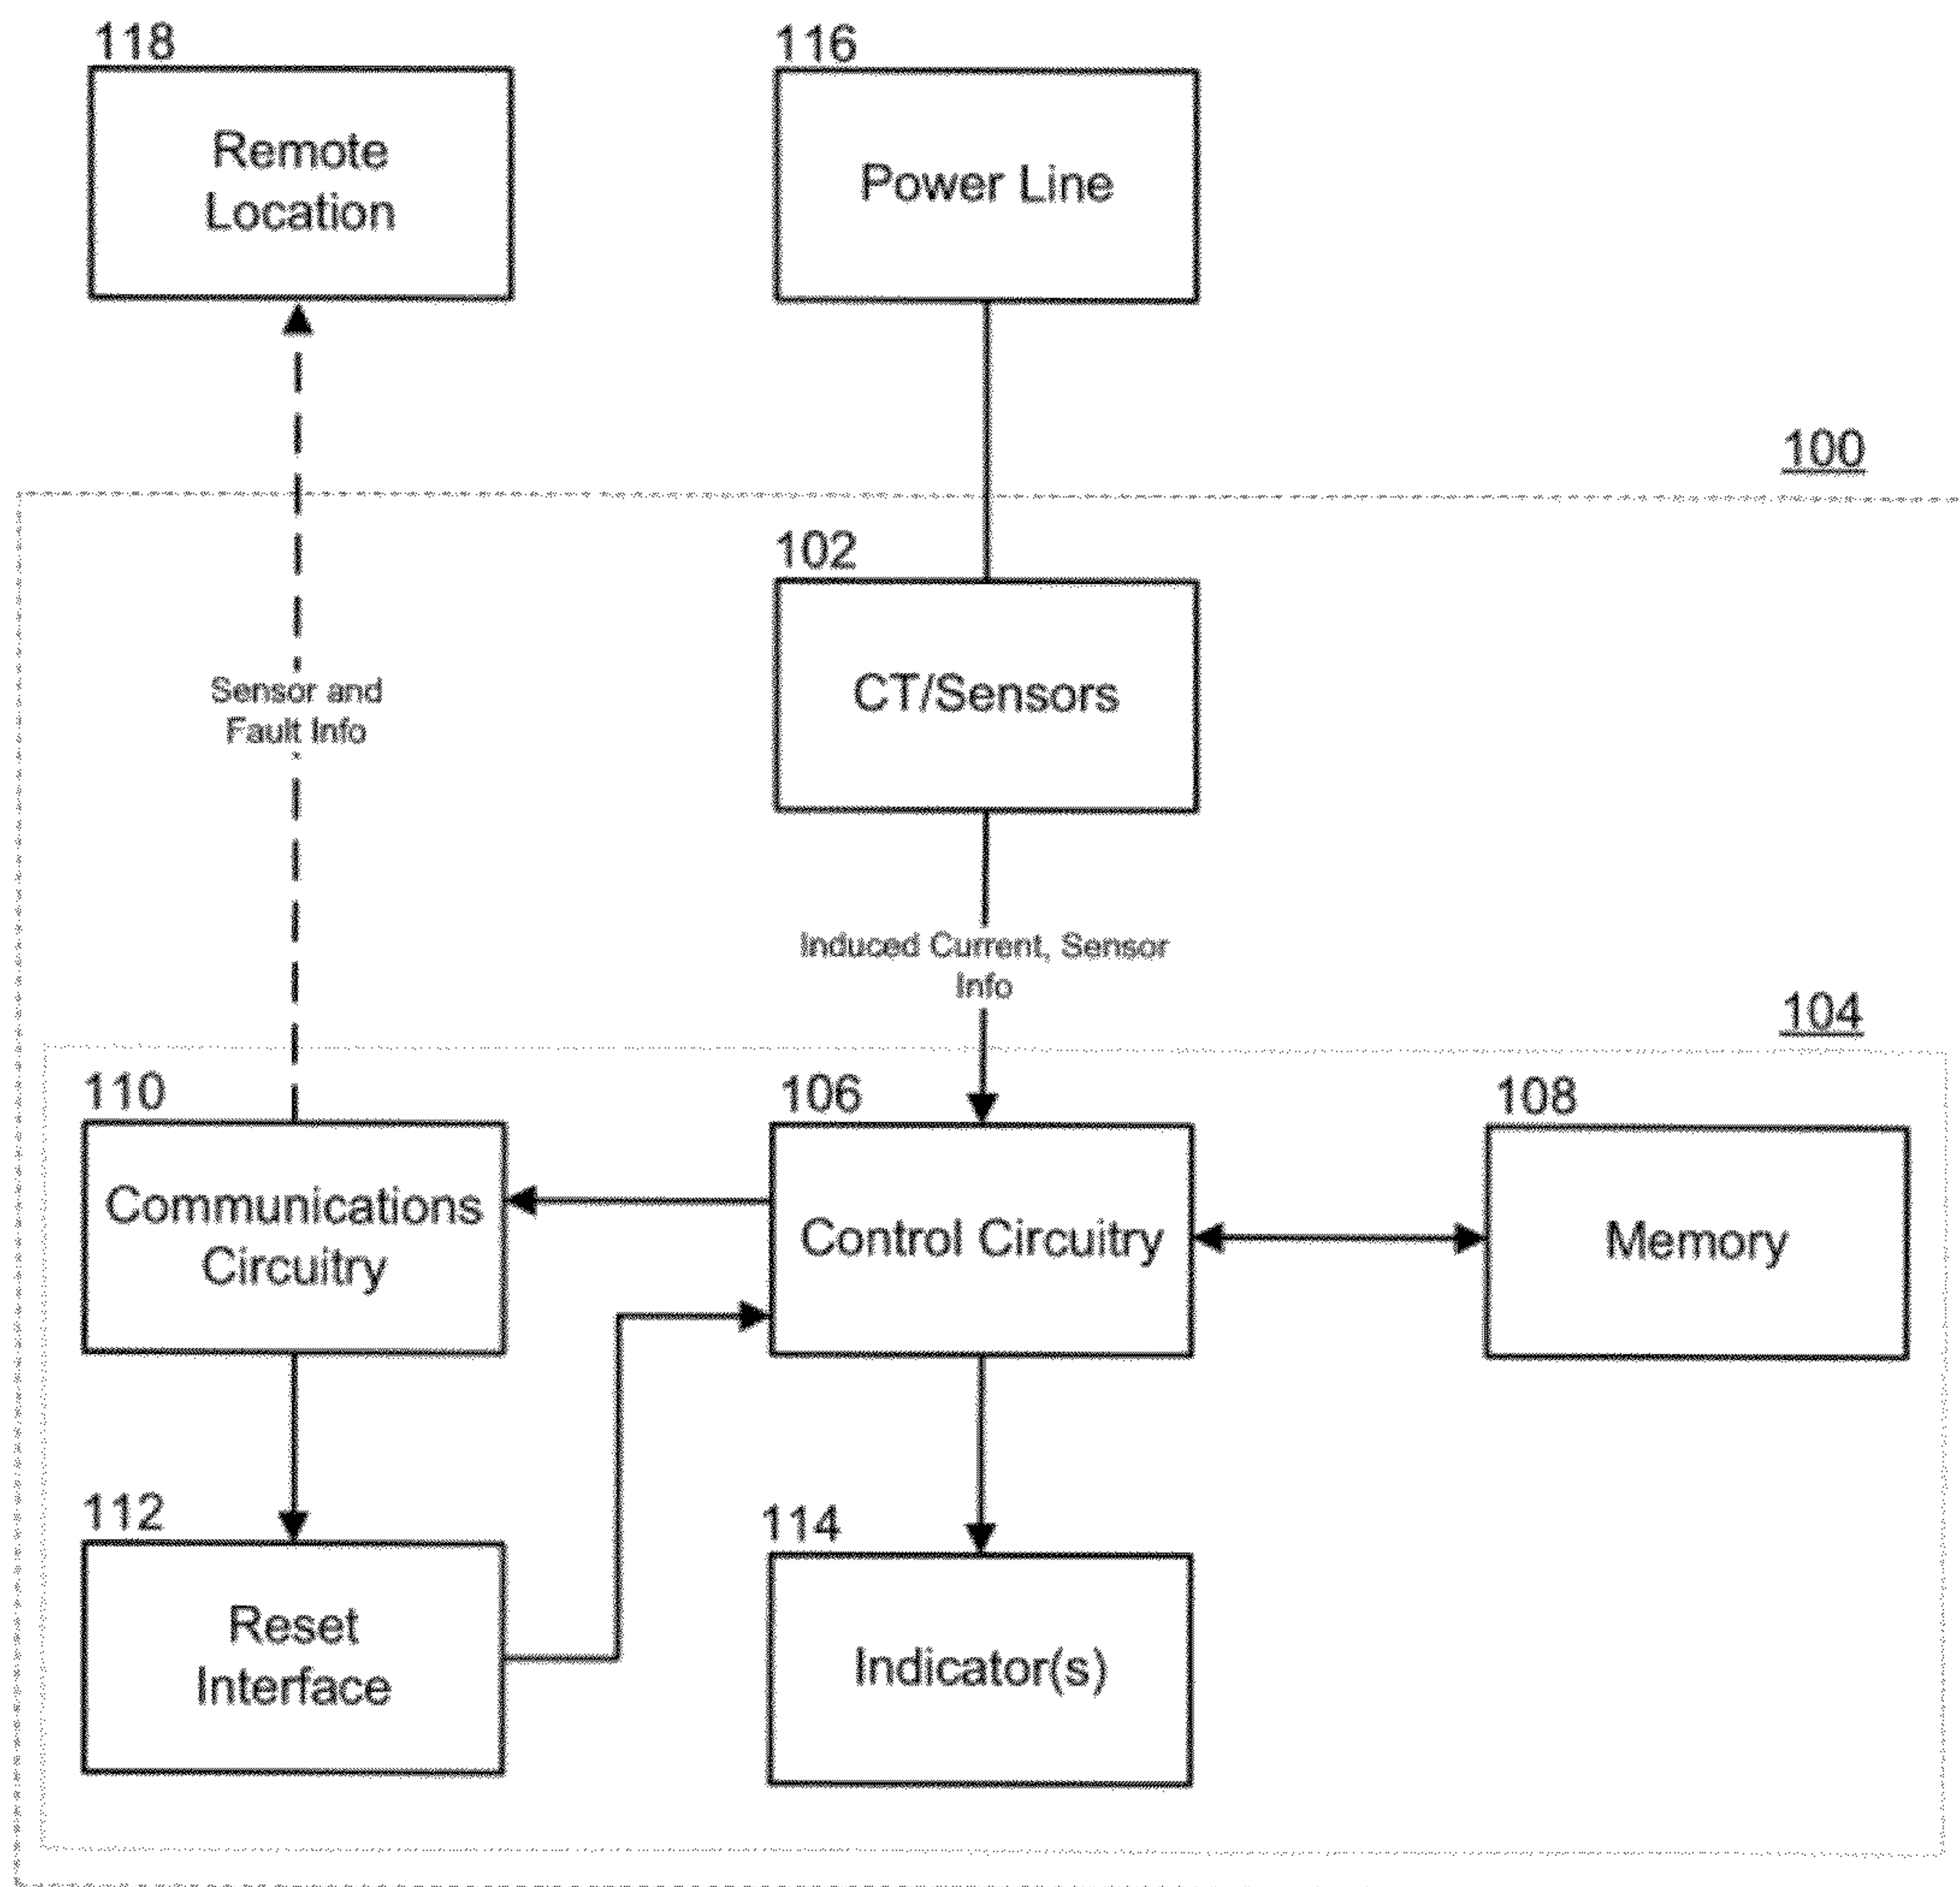 118
Remote
Location
116
Power Line
100
102
CT/Sensors
Sensor and
Fault Info
Induced Current, Sensor
Info
104
110
Communications
Circuitry
106
Control Circuitry
108
Memory
112
Reset
Interface
114
Indicator(s)